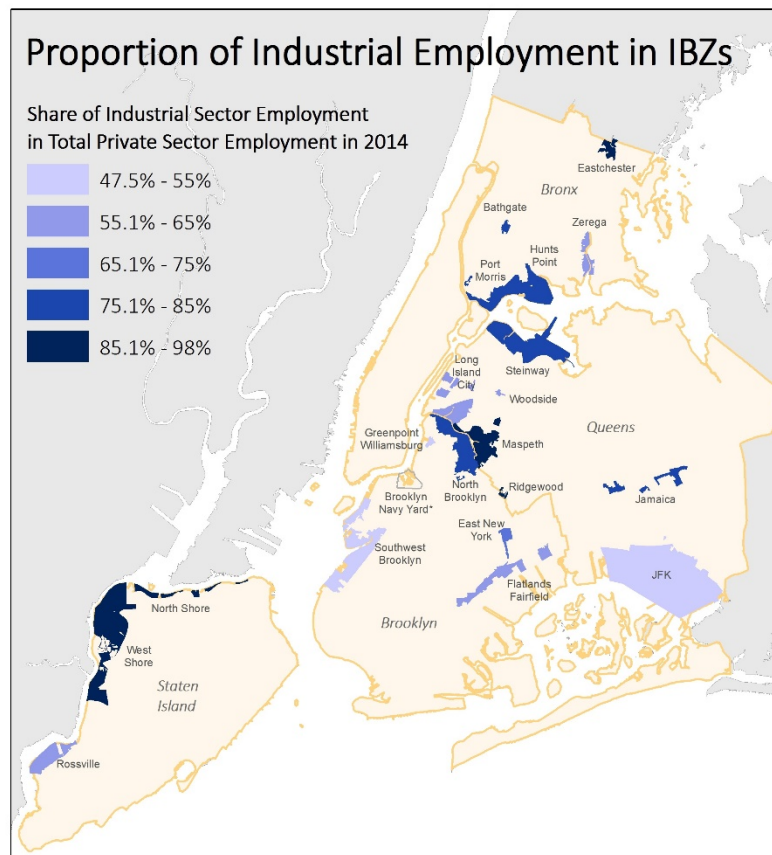 Proportion of Industrial Employment in IBZs
Share of Industrial Sector Employment
in Total Private Sector Employment in 2014
47.5% - 55%
55.1% - 65%
65.1% - 75%
75.1% - 85%
85.1% - 98%
Eastchester
Bronx
Bathgate
Zerega
Hunts
Point
Port
Morris
Steinway
Long
Island
City
Woodside
Queens
Greenpoint
Williamsburg
Maspeth
North
Brooklyn
Ridgewood
Brooklyn
Navy Yard*
Jamaica
East New
York
Southwest
Brooklyn
JFK
Flatlands
Fairfield
Brooklyn
North Shore
West
Shore
Staten
Island
Rossville